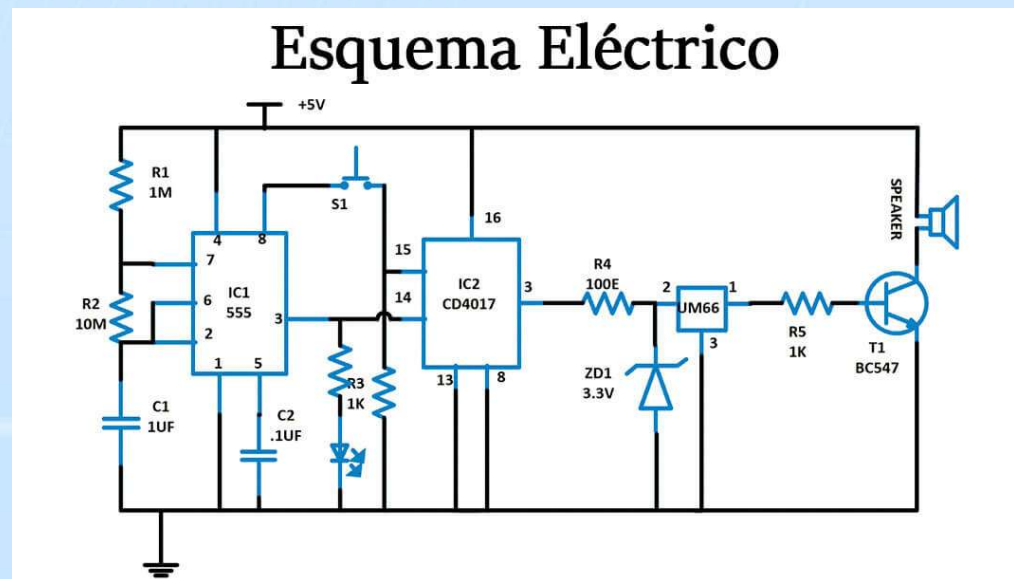 Esquema Eléctrico
+5V
R1
1M
S1
16
SPEAKER
4
8
7
15
R2
10M
6
IC1
555
IC2
CD4017
R4
100E
14
3
3
2
UM66
1
2
R5
1K
T1
BC547
1
5
3
13
8
R3
1K
ZD1
3.3V
C1
1UF
C2
.1UF